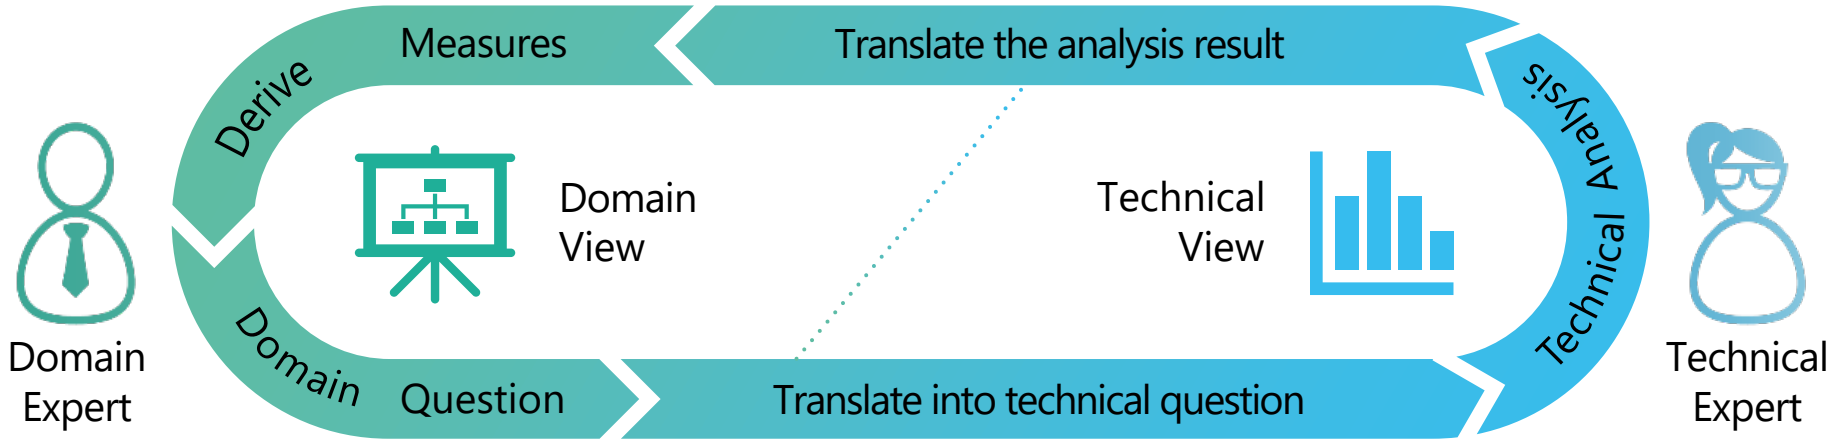 Derive Measures
Translate the analysis result
Technical Analysis
Domain
View
Technical
View
Domain
Expert
Technical
Expert
Domain Question
Translate into technical question